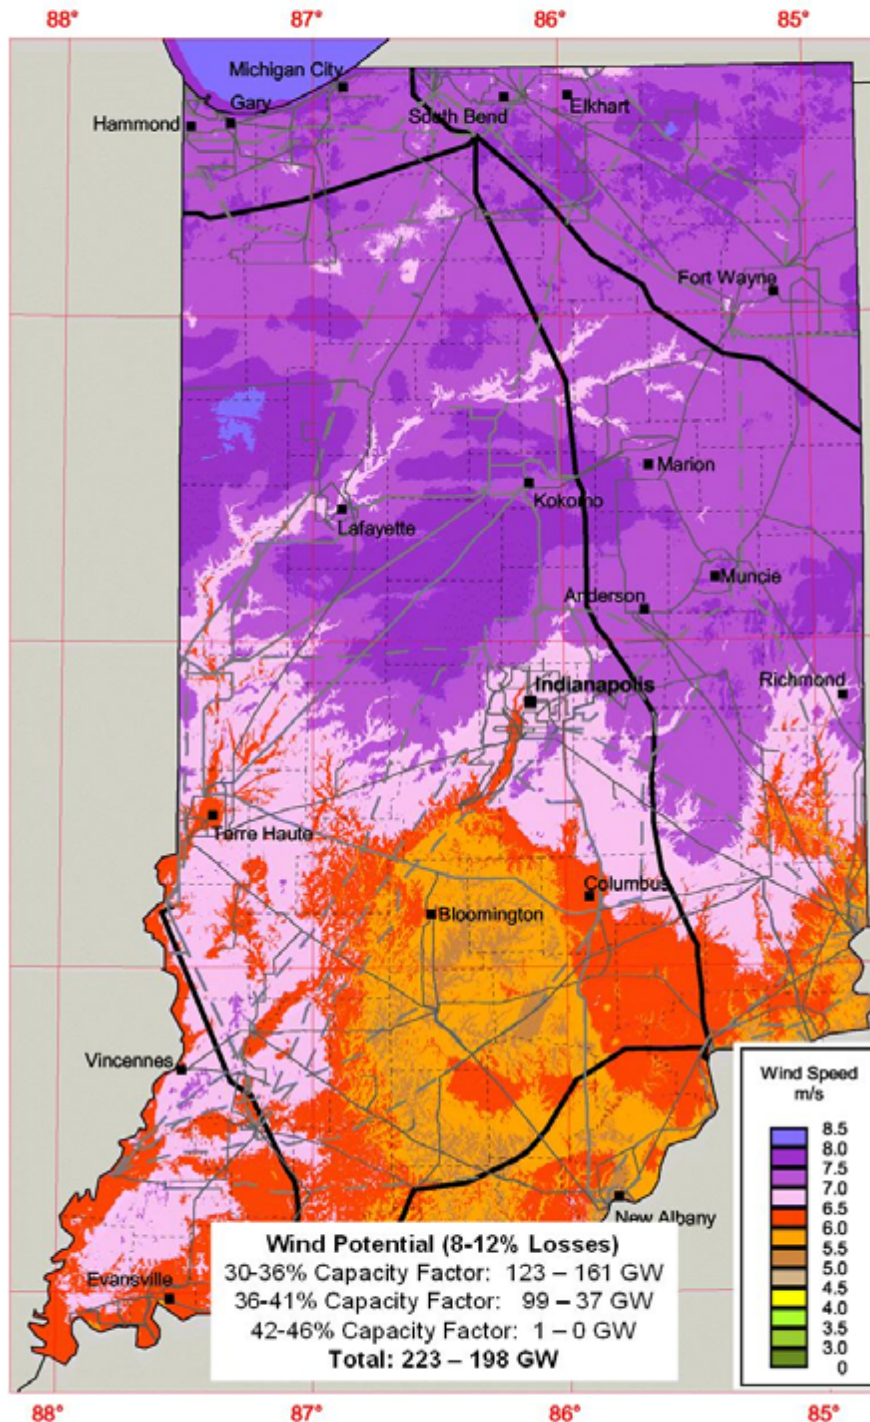 88° 87° 86° 85°
Michigan City
Gary
South Bend
Elkhart
Hammond
Fort Wayne
Marion
Kokomo
Lafayette
Muncie
Anderson
Richmond
Indianapolis
Terre Haute
Columbus
Bloomington
Vincennes
New Albany
Evansville
Wind Speed
m/s
8.5
8.0
7.5
7.0
6.5
6.0
5.5
5.0
4.5
4.0
3.5
3.0
0
Wind Potential (8-12% Losses)
30-36% Capacity Factor: 123 – 161 GW
36-41% Capacity Factor: 99 – 37 GW
42-46% Capacity Factor: 1 – 0 GW
Total: 223 – 198 GW
88° 87° 86° 85°